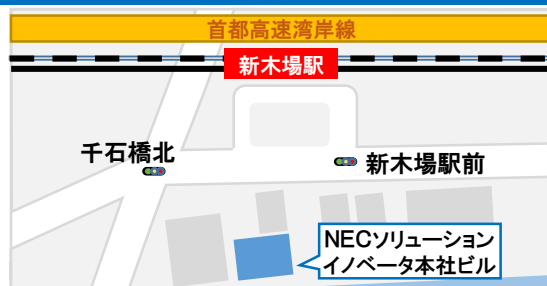 首都高速湾岸線
新木場駅
千石橋北
新木場駅前
NECソリューション
イノベータ本社ビル